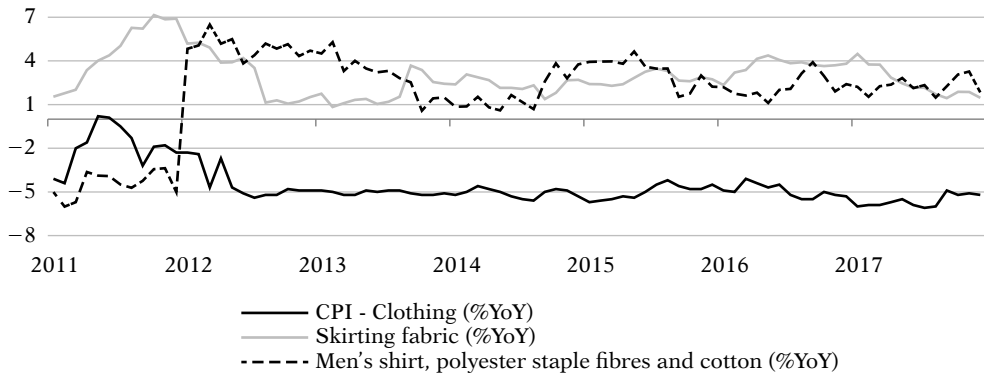 7
4
1
−2
−5
−8
2011 2012 2013 2014 2015 2016 2017
CPI - Clothing (%YoY)
Skirting fabric (%YoY)
Men's shirt, polyester staple fibres and cotton (%YoY)